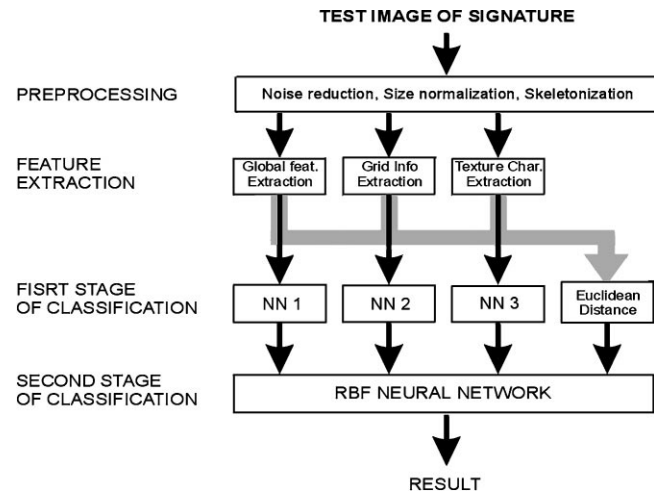 TEST IMAGE OF SIGNATURE
PREPROCESSING
Noise reduction, Size normalization, Skeletonization
FEATURE
EXTRACTION
Global feat.
Extraction
Grid Info
Extraction
Texture Char.
Extraction
FISRT STAGE
OF CLASSIFICATION
NN 1
NN 2
NN 3
Euclidean
Distance
SECOND STAGE
OF CLASSIFICATION
RBF NEURAL NETWORK
RESULT